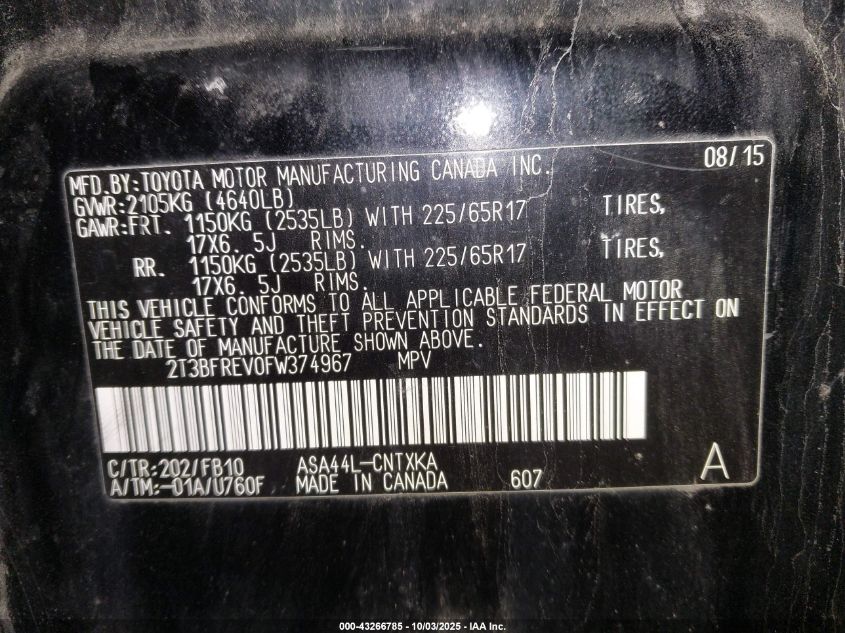 MFD.BY:TOYOTA MOTOR MANUFACTURING CANADA INC. 08/15
GVWR:2105KG (4640LB)
GAWR:FRT. 1150KG (2535LB) WITH 225/65R17 TIRES,
17X6. 5J RIMS.
RR. 1150KG (2535LB) WITH 225/65R17 TIRES,
17X6. 5J RIMS.
THIS VEHICLE CONFORMS TO ALL APPLICABLE FEDERAL MOTOR
VEHICLE SAFETY AND THEFT PREVENTION STANDARDS IN EFFECT ON
THE DATE OF MANUFACTURE SHOWN ABOVE.
2T3BFREV0FW374967 MPV
C/TR:202/FB10 ASA44L-CNTXKA A
A/TM:-01A/U760F MADE IN CANADA 607
000-43266785 - 10/03/2025 - IAA Inc.